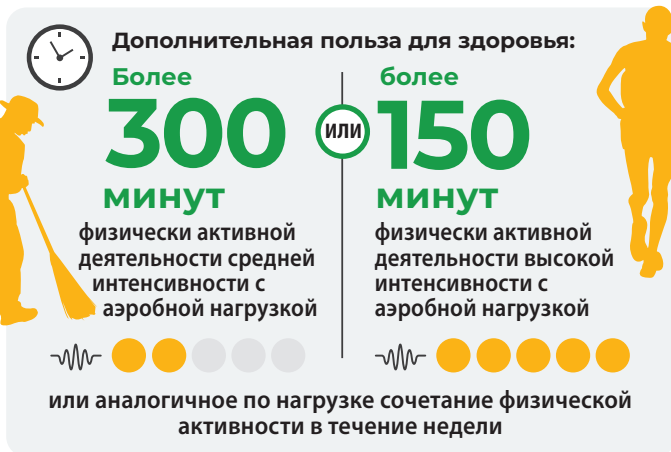 Дополнительная польза для здоровья:
Более
300
минут
физически активной
деятельности средней
интенсивности с
аэробной нагрузкой
или
более
150
минут
физически активной
деятельности высокой
интенсивности с
аэробной нагрузкой
или аналогичное по нагрузке сочетание физической
активности в течение недели